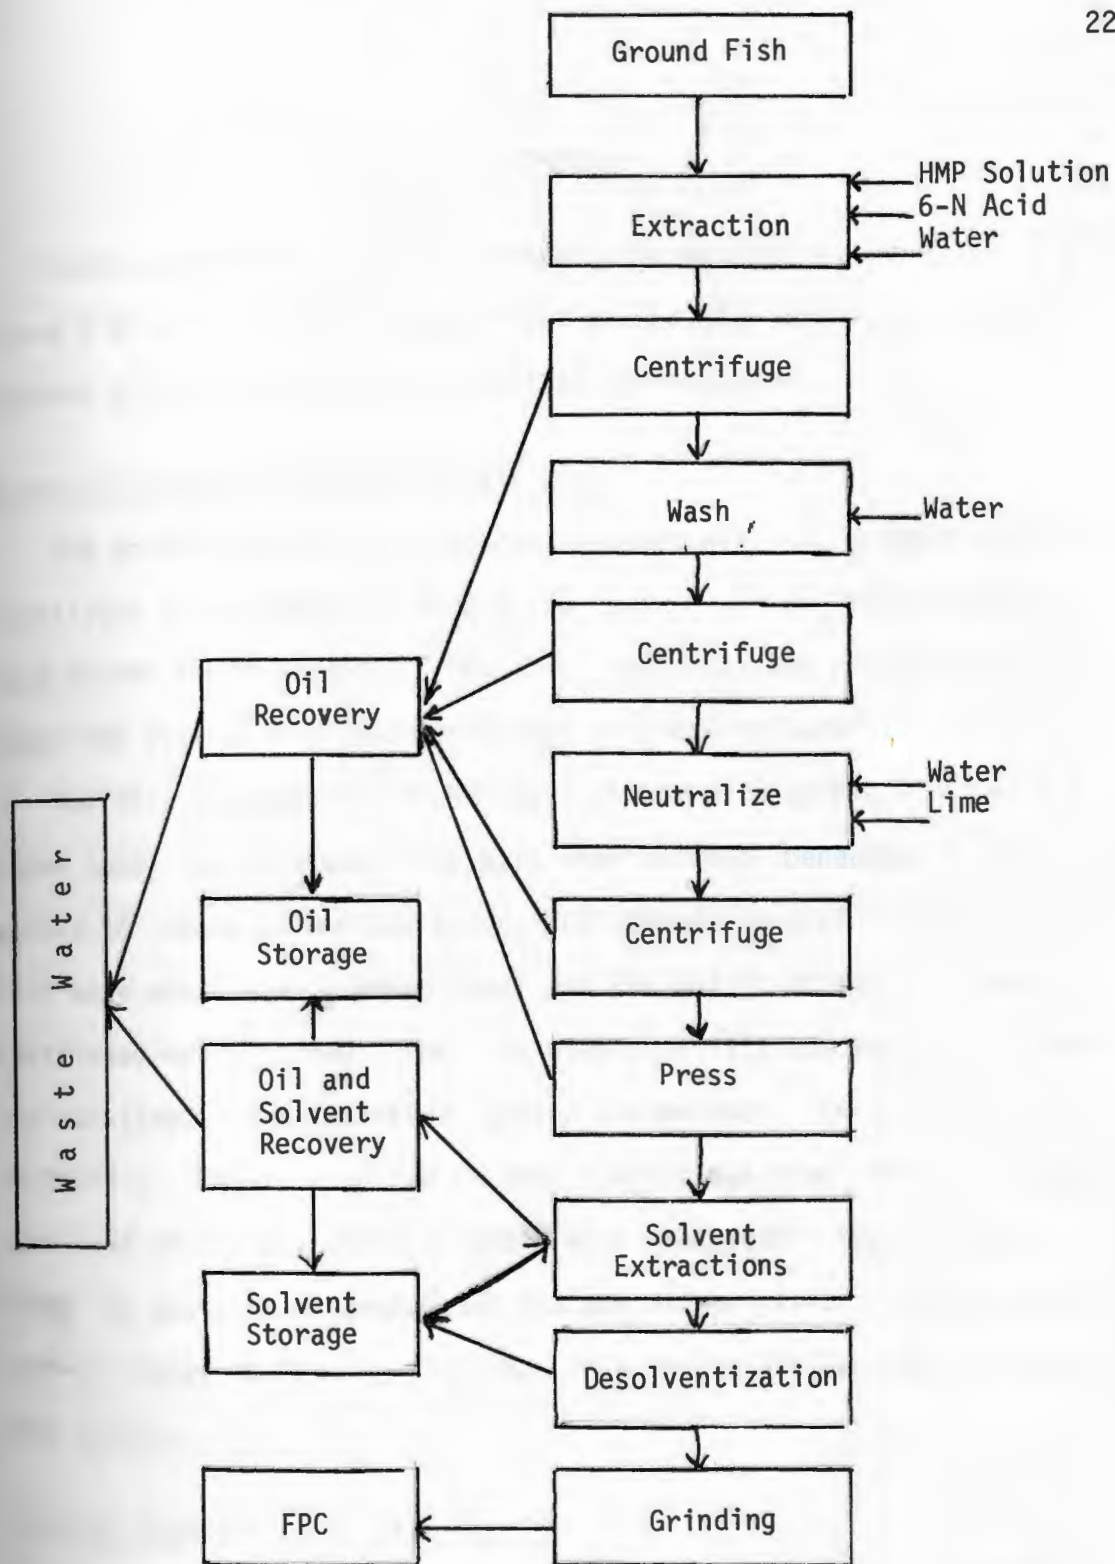 22
Ground Fish
HMP Solution
6-N Acid
Water
Extraction
Centrifuge
Wash
Water
Centrifuge
Oil
Recovery
Neutralize
Water
Lime
Waste Water
Oil
Storage
Centrifuge
Oil and
Solvent
Recovery
Press
Solvent
Extractions
Solvent
Storage
Desolventization
FPC
Grinding